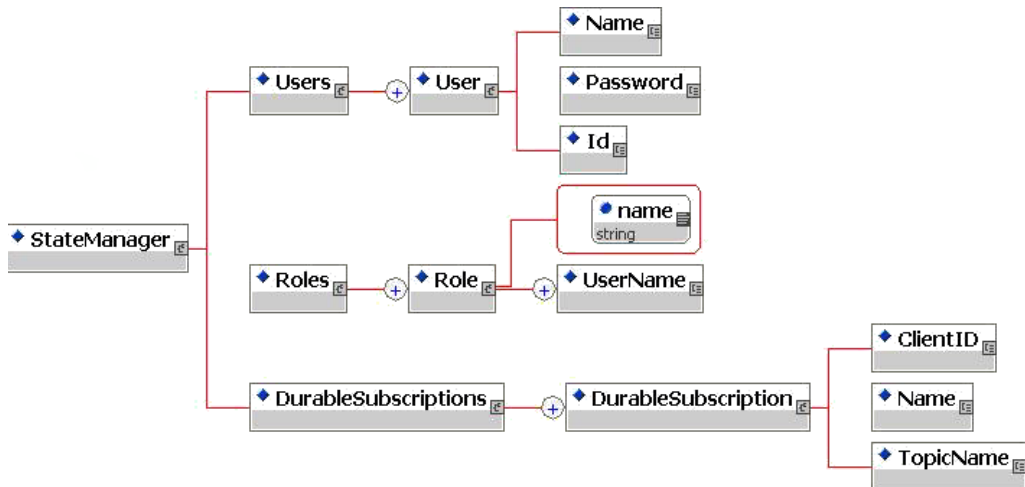 Name
Users
User
Password
Id
name
string
StateManager
Roles
Role
UserName
ClientID
DurableSubscriptions
DurableSubscription
Name
TopicName